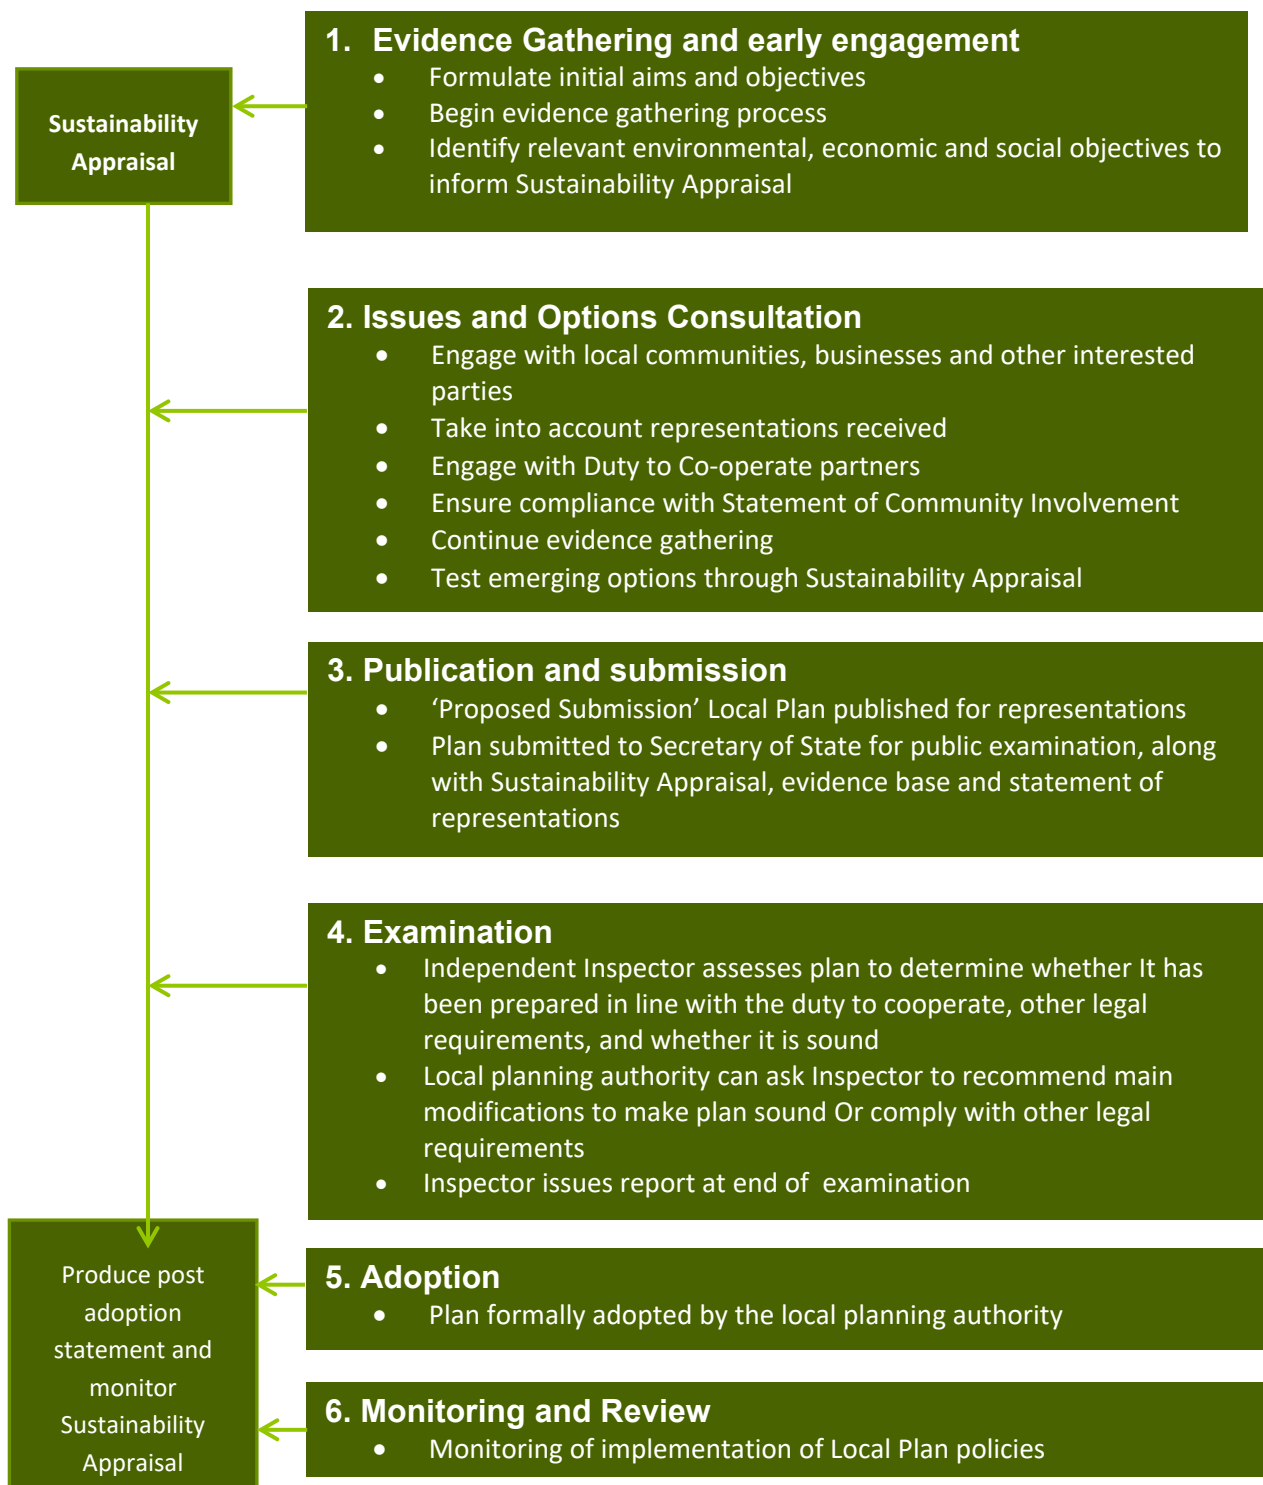 Sustainability
Appraisal
1. Evidence Gathering and early engagement
• Formulate initial aims and objectives
• Begin evidence gathering process
• Identify relevant environmental, economic and social objectives to
inform Sustainability Appraisal
2. Issues and Options Consultation
• Engage with local communities, businesses and other interested
parties
• Take into account representations received
• Engage with Duty to Co-operate partners
• Ensure compliance with Statement of Community Involvement
• Continue evidence gathering
• Test emerging options through Sustainability Appraisal
3. Publication and submission
• ‘Proposed Submission’ Local Plan published for representations
• Plan submitted to Secretary of State for public examination, along
with Sustainability Appraisal, evidence base and statement of
representations
4. Examination
• Independent Inspector assesses plan to determine whether It has
been prepared in line with the duty to cooperate, other legal
requirements, and whether it is sound
• Local planning authority can ask Inspector to recommend main
modifications to make plan sound Or comply with other legal
requirements
• Inspector issues report at end of  examination
Produce post
adoption
statement and
monitor
Sustainability
Appraisal
5. Adoption
• Plan formally adopted by the local planning authority
6. Monitoring and Review
• Monitoring of implementation of Local Plan policies